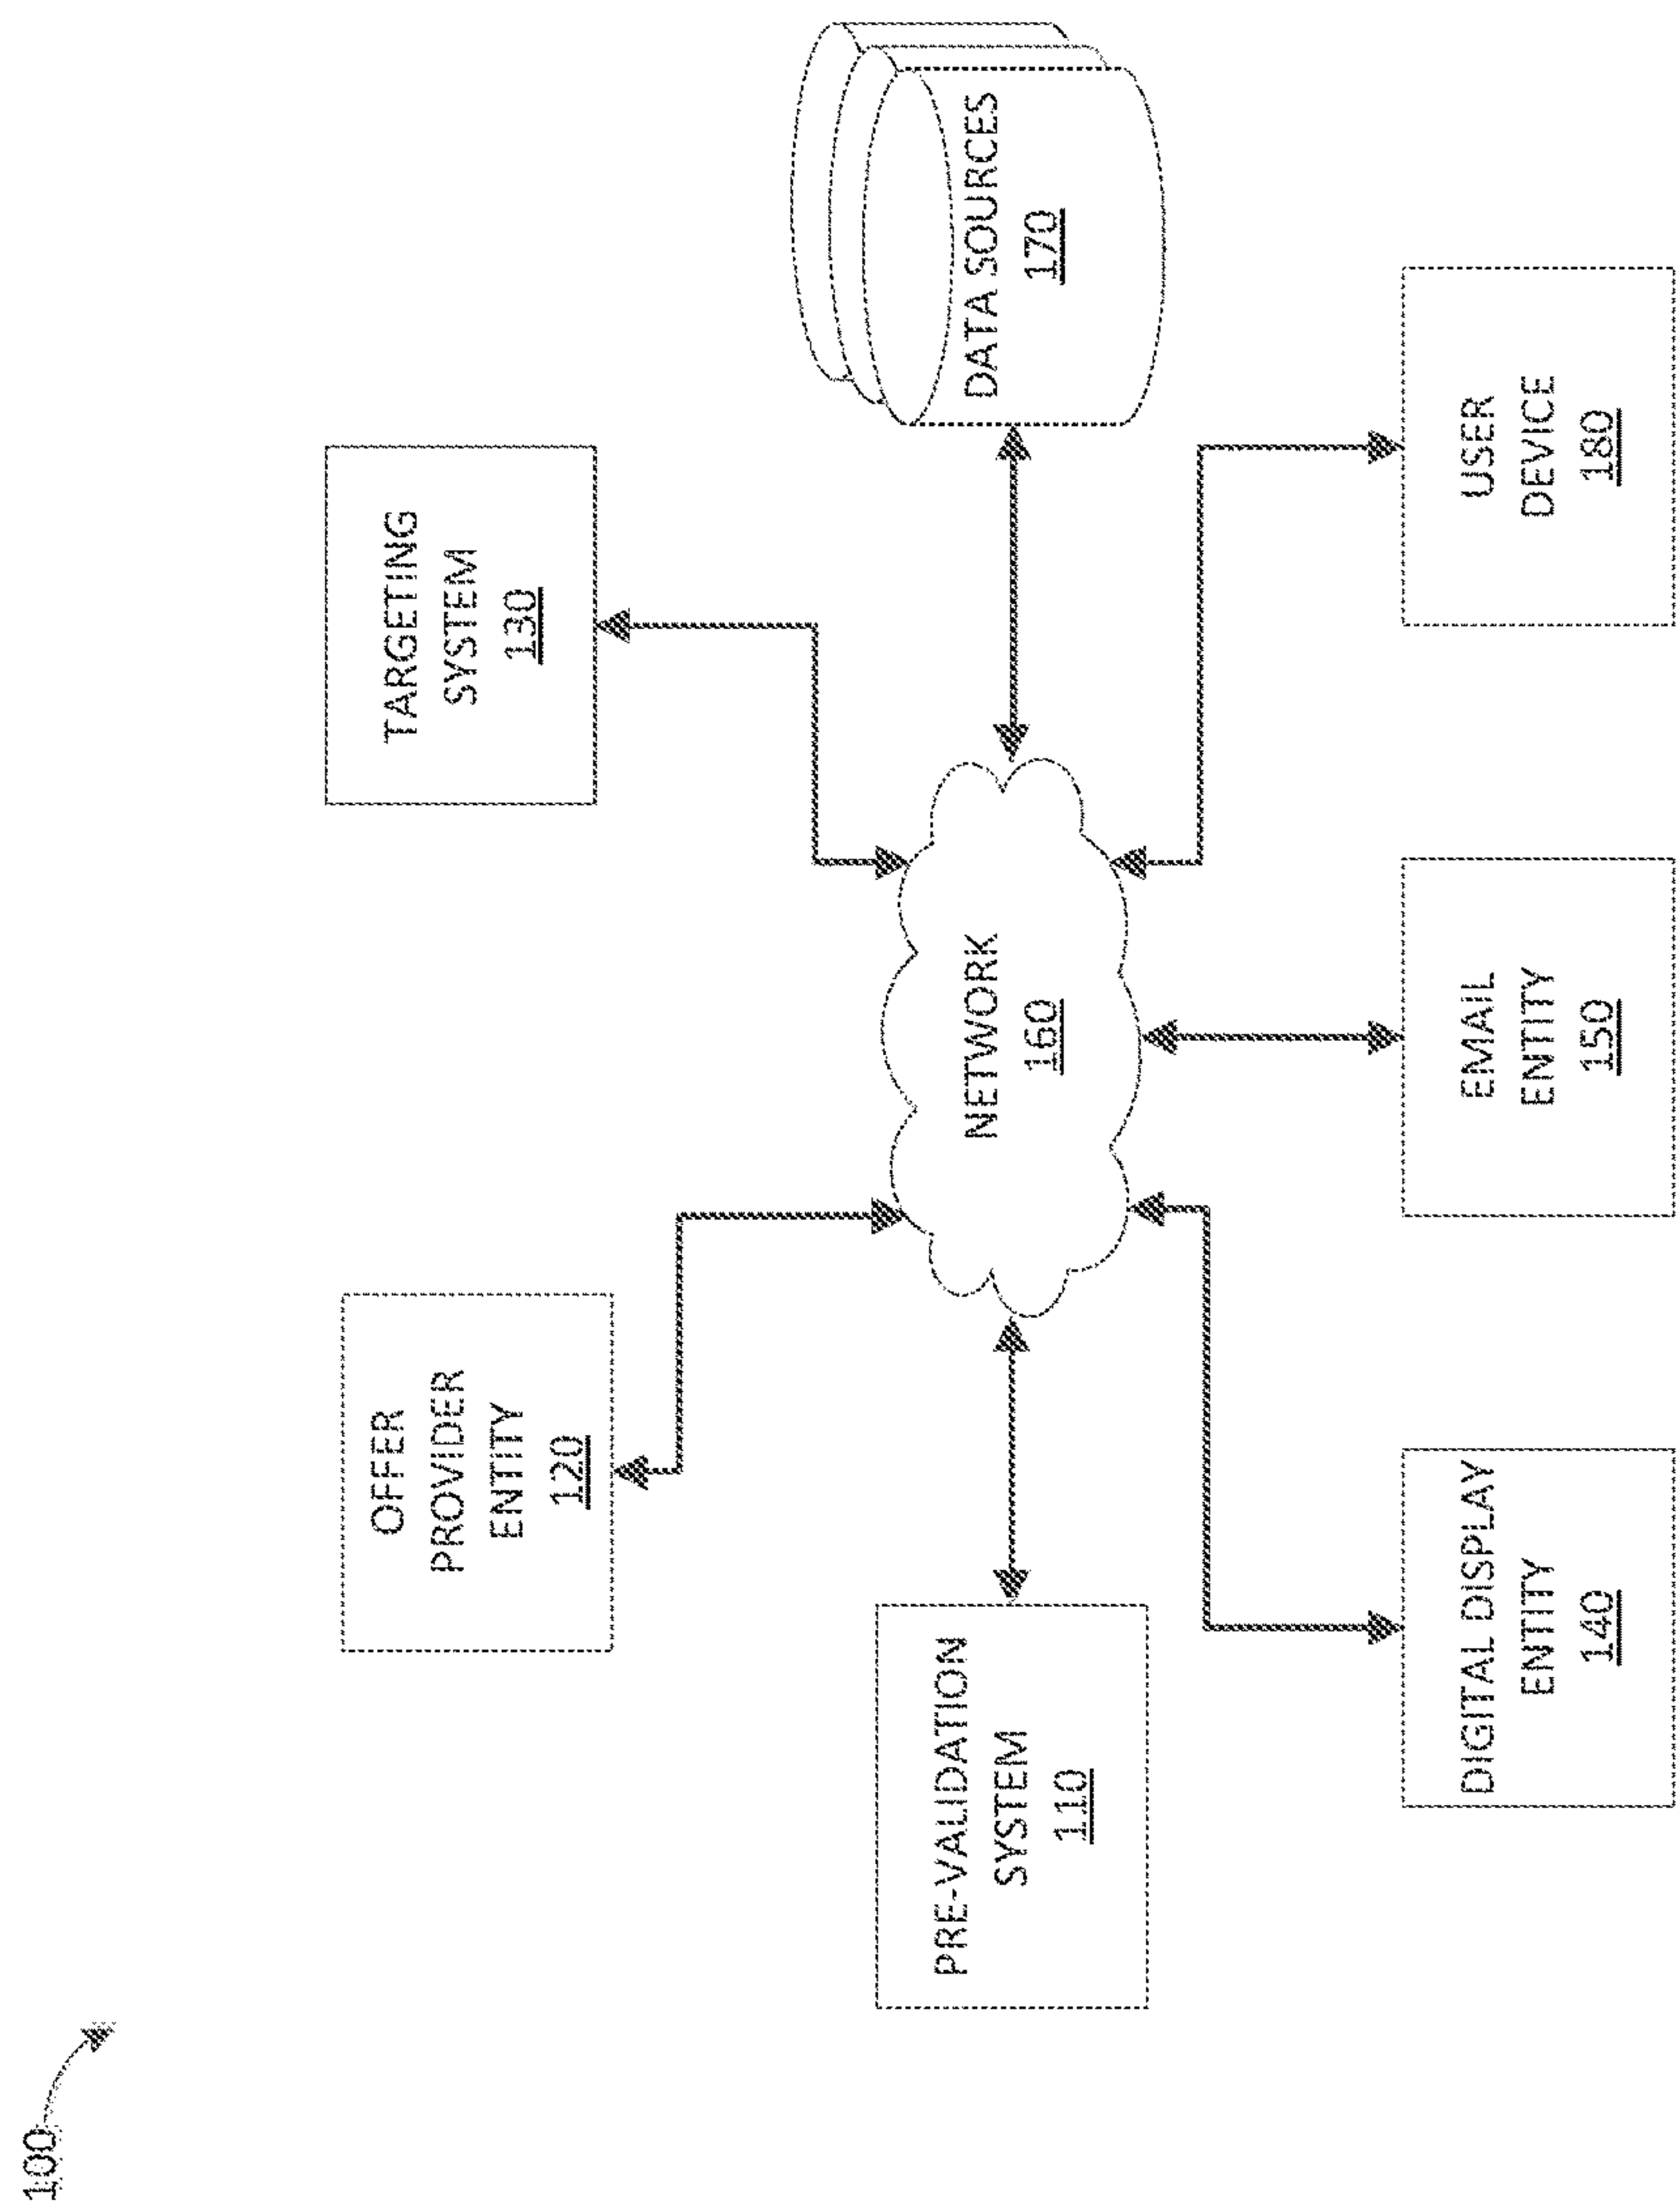 100
OFFER
PROVIDER
ENTITY
120
TARGETING
SYSTEM
130
PRE-VALIDATION
SYSTEM
110
NETWORK
160
DATA SOURCES
170
DIGITAL DISPLAY
ENTITY
140
EMAIL
ENTITY
150
USER
DEVICE
180